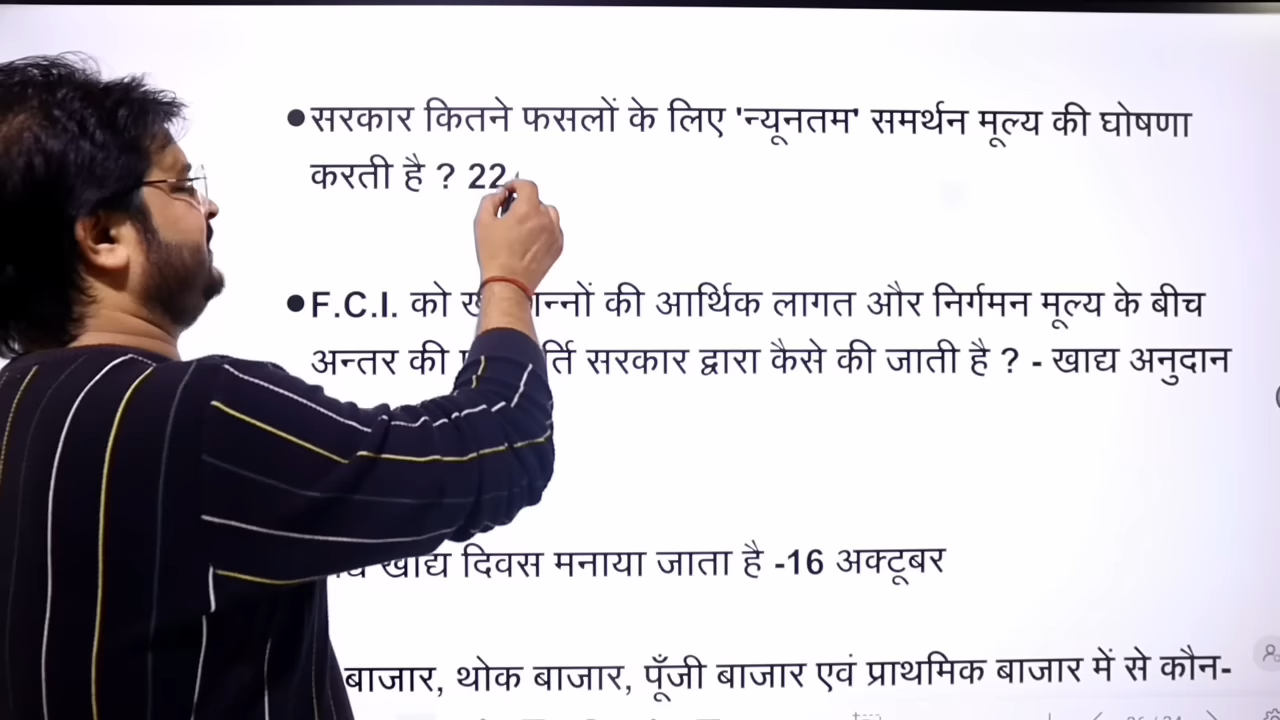 ●सरकार कितने फसलों के लिए 'न्यूनतम' समर्थन मूल्य की घोषणा
करती है ? 22
●F.C.I. को की आर्थिक लागत और निर्गमन मूल्य के बीच
अन्तर की सरकार द्वारा कैसे की जाती है ? - खाद्य अनुदान
खाद्य दिवस मनाया जाता है -16 अक्टूबर
बाजार, थोक बाजार, पूँजी बाजार एवं प्राथमिक बाजार में से कौन-